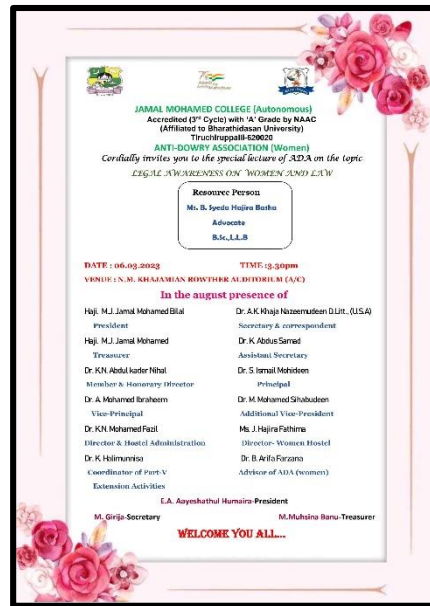 JAMAL MOHAMED COLLEGE (Autonomous)
Accredited (3rd Cycle) with 'A' Grade by NAAC
(Affiliated to Bharathidasan University)
Tiruchirappalli-620020
ANTI-DOWRY ASSOCIATION (Women)
Cordially invites you to the special lecture of ADA on the topic
LEGAL AWARENESS ON WOMEN AND LAW
Resource Person
Ms. B. Syeda Hajira Basha
Advocate
B.Sc.,L.L.B
DATE : 06.03.2023 TIME :3.30pm
VENUE : N.M. KHAJAMIAN ROWTHER AUDITORIUM (A/C)
In the august presence of
Haji. M.J. Jamal Mohamed Bilal Dr. A.K. Khaja Nazeemudeen D.Litt., (U.S.A)
President Secretary & correspondent
Haji. M.J. Jamal Mohamed Dr. K. Abdus Samad
Treasurer Assistant Secretary
Dr. K.N. Abdul kader Nihal Dr. S. Ismail Mohideen
Member & Honorary Director Principal
Dr. A. Mohamed Ibraheem Dr. M. Mohamed Sihabudeen
Vice-Principal Additional Vice-President
Dr. K.N. Mohamed Fazil Ms. J. Hajira Fathima
Director & Hostel Administration Director- Women Hostel
Dr. K. Halimunnisa Dr. B. Arifa Farzana
Coordinator of Part-V Advisor of ADA (women)
Extension Activities
E.A. Aayeshathul Humaira-President
M. Girija-Secretary M.Muhsina Banu-Treasurer
WELCOME YOU ALL...